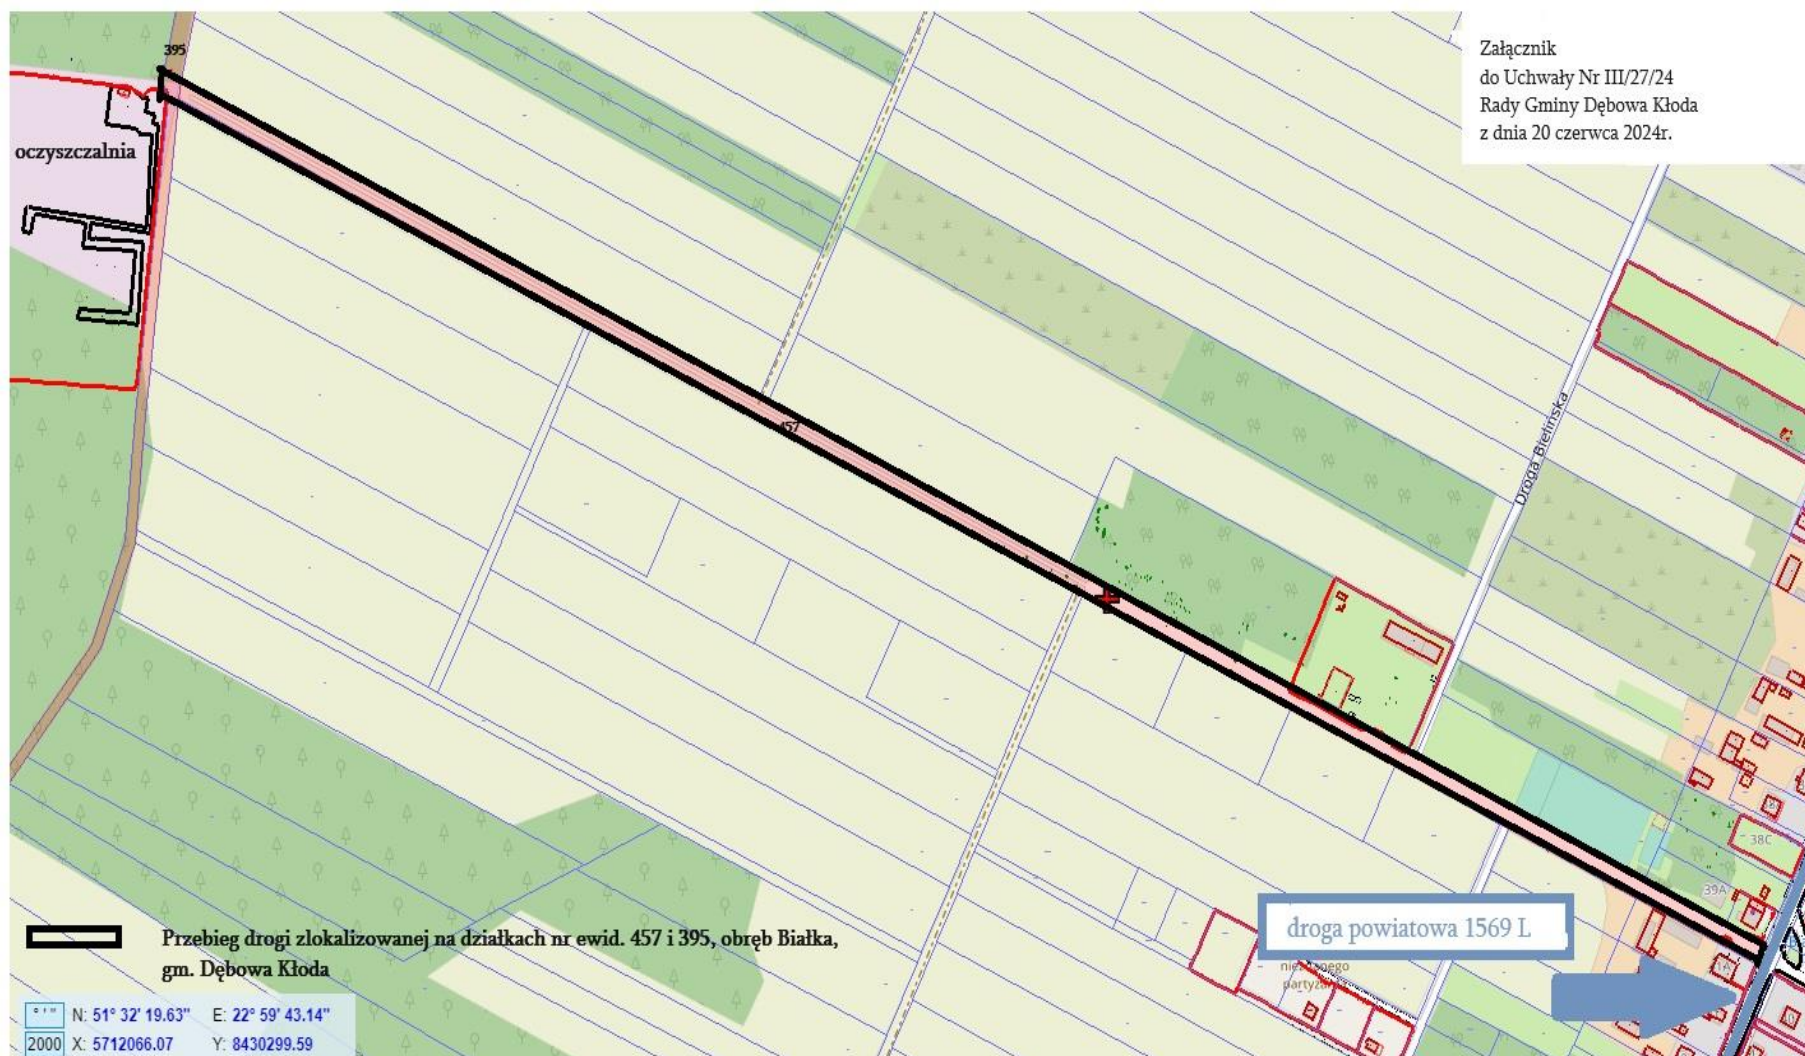 395
Załącznik
do Uchwały Nr III/27/24
Rady Gminy Dębowa Kłoda
z dnia 20 czerwca 2024r.
oczyszczalnia
457
Droga Bielińska
38C
39A
droga powiatowa 1569 L
partyza
1A
Przebieg drogi zlokalizowanej na działkach nr ewid. 457 i 395, obręb Białka,
gm. Dębowa Kłoda
° ' " N: 51° 32' 19.63" E: 22° 59' 43.14"
2000 X: 5712066.07 Y: 8430299.59